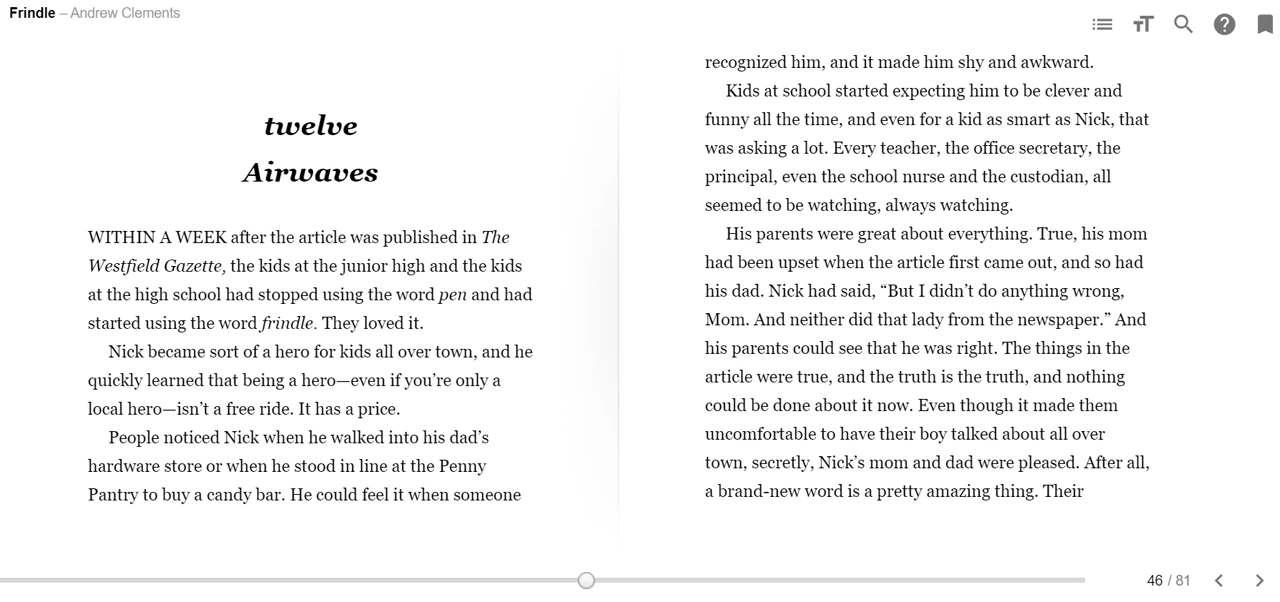 Frindle – Andrew Clements
twelve
Airwaves
WITHIN A WEEK after the article was published in The
Westfield Gazette, the kids at the junior high and the kids
at the high school had stopped using the word pen and had
started using the word frindle. They loved it.
Nick became sort of a hero for kids all over town, and he
quickly learned that being a hero—even if you’re only a
local hero—isn’t a free ride. It has a price.
People noticed Nick when he walked into his dad’s
hardware store or when he stood in line at the Penny
Pantry to buy a candy bar. He could feel it when someone
recognized him, and it made him shy and awkward.
Kids at school started expecting him to be clever and
funny all the time, and even for a kid as smart as Nick, that
was asking a lot. Every teacher, the office secretary, the
principal, even the school nurse and the custodian, all
seemed to be watching, always watching.
His parents were great about everything. True, his mom
had been upset when the article first came out, and so had
his dad. Nick had said, “But I didn’t do anything wrong,
Mom. And neither did that lady from the newspaper.” And
his parents could see that he was right. The things in the
article were true, and the truth is the truth, and nothing
could be done about it now. Even though it made them
uncomfortable to have their boy talked about all over
town, secretly, Nick’s mom and dad were pleased. After all,
a brand-new word is a pretty amazing thing. Their
46 / 81